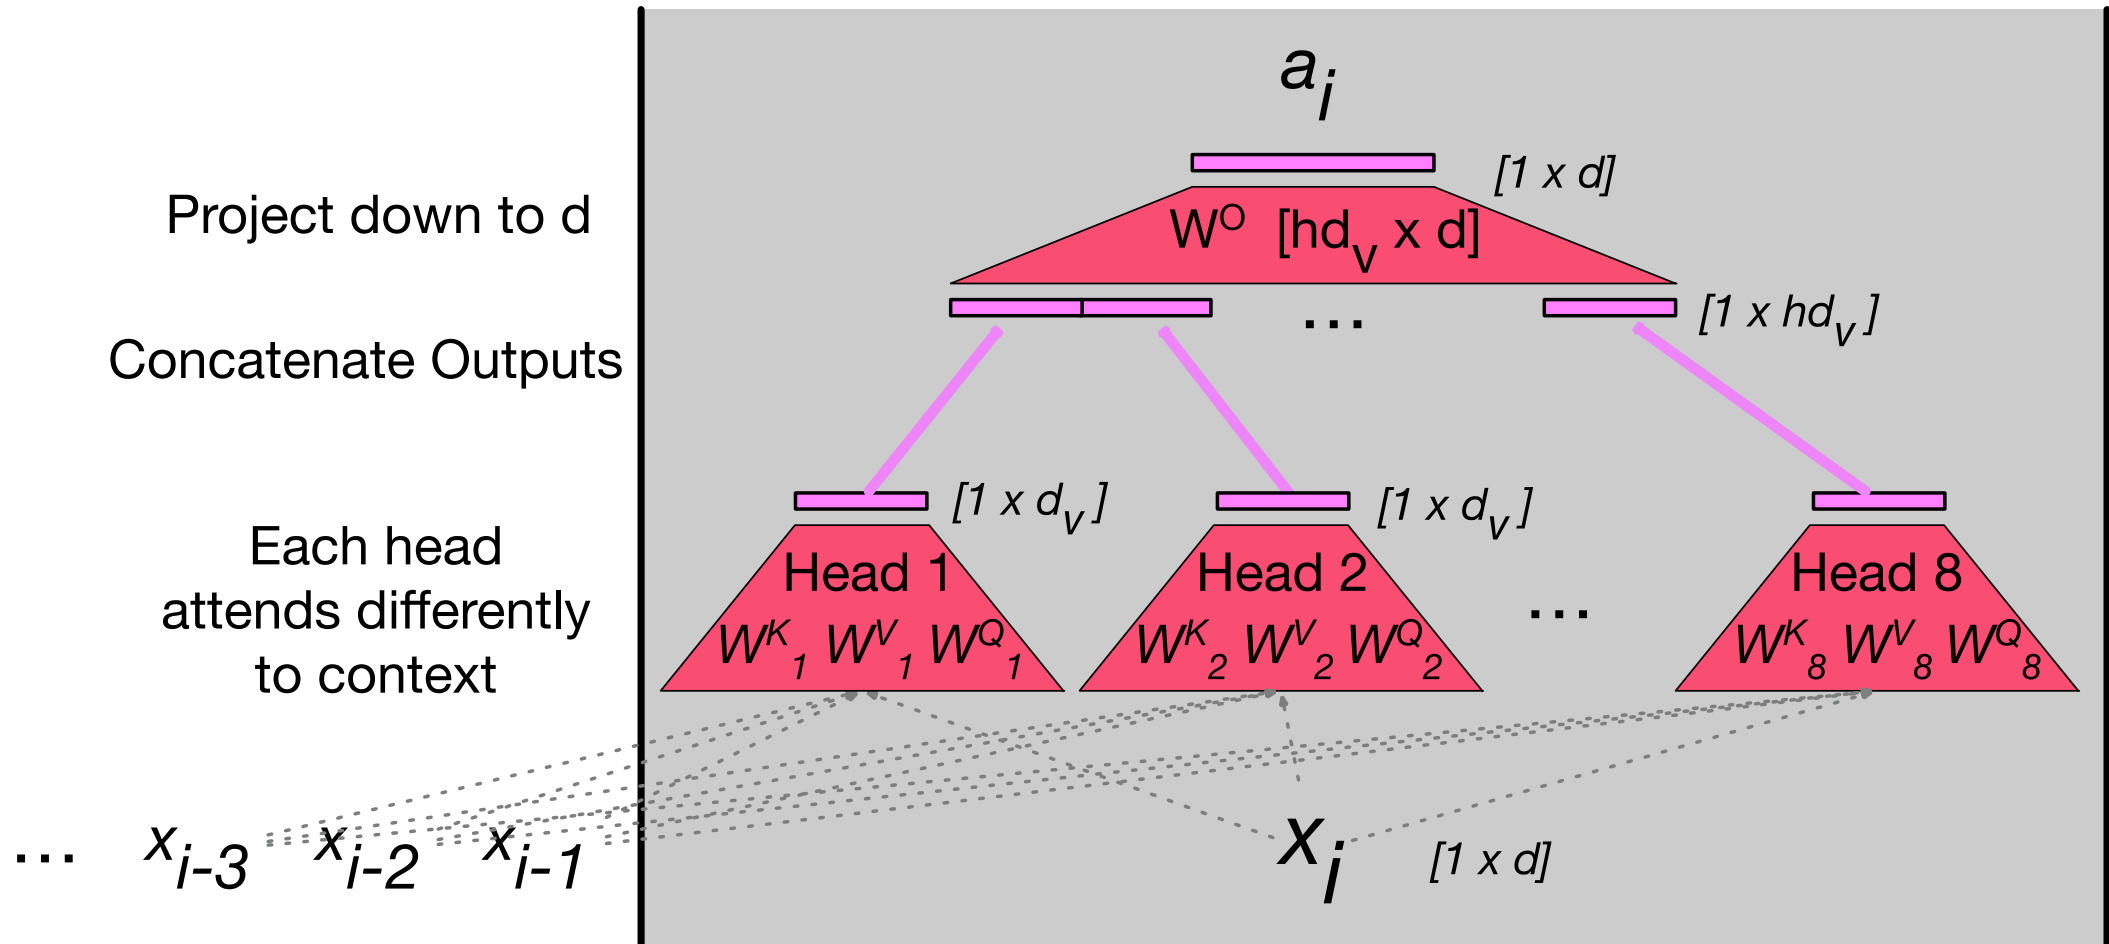 a_i
[1 x d]
Project down to d
W^O [hd_v x d]
[1 x hd_v ]
...
Concatenate Outputs
[1 x d_v ]
[1 x d_v ]
Each head
attends differently
to context
Head 1
Head 2
...
Head 8
W^K_1 W^V_1 W^Q_1
W^K_2 W^V_2 W^Q_2
W^K_8 W^V_8 W^Q_8
... x_i-3 x_i-2 x_i-1
x_i [1 x d]